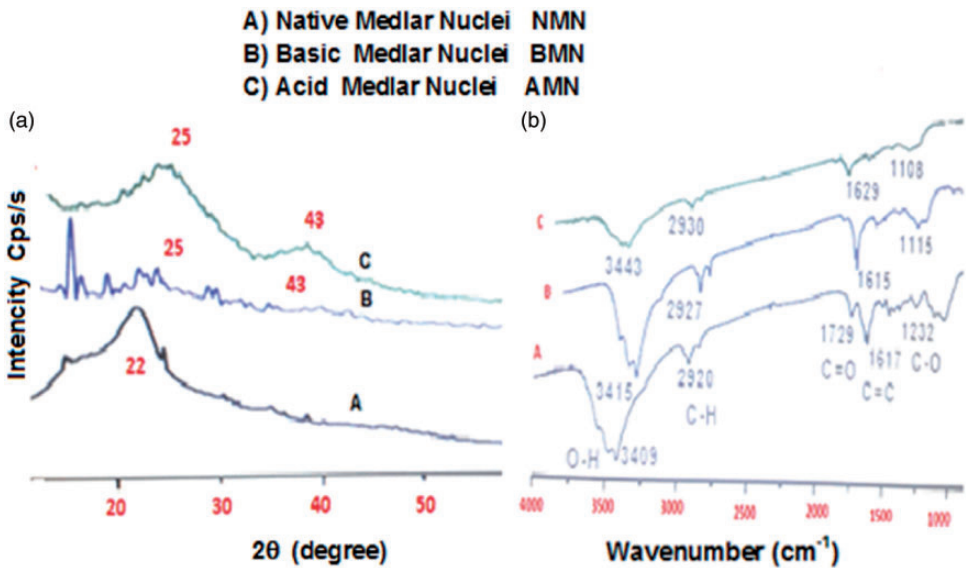 A) Native Medlar Nuclei NMN
B) Basic Medlar Nuclei BMN
C) Acid Medlar Nuclei AMN
(a)
Intencity Cps/s
25
43
C
25
43
B
22
A
20 30 40 50
2θ (degree)
(b)
C
3443
2930
1629
1108
B
3415
2927
1615
1115
A
O-H
3409
2920
C-H
1729
C=O
1617
C=C
1232
C-O
4000 3500 3000 2500 2000 1500 1000
Wavenumber (cm⁻¹)